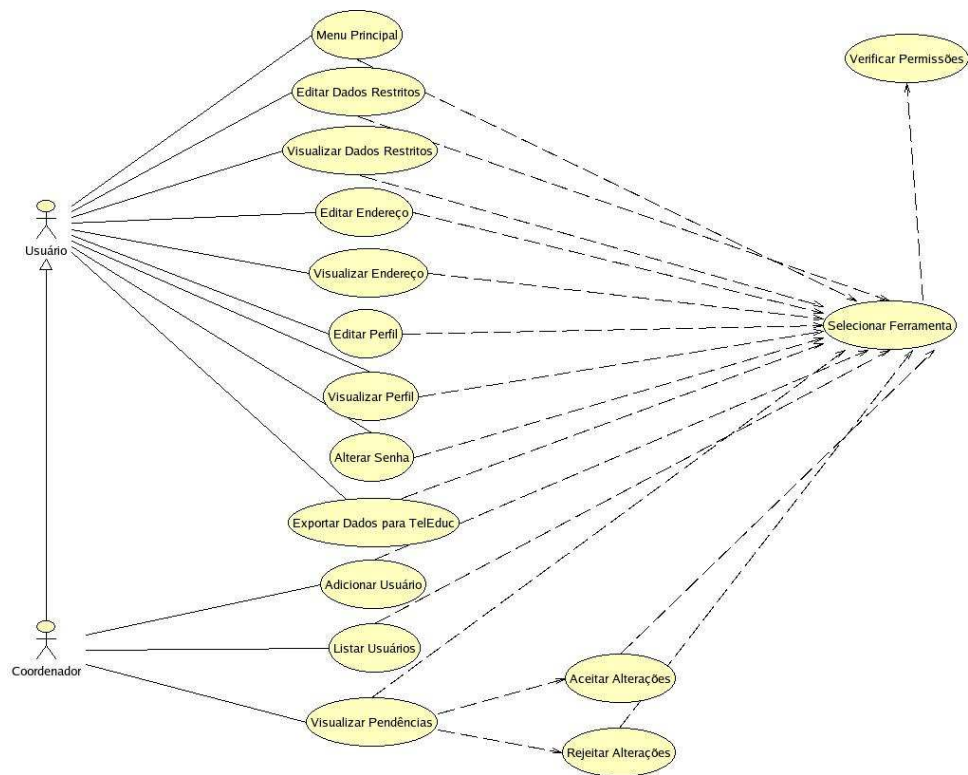 Menu Principal
Verificar Permissões
Editar Dados Restritos
Visualizar Dados Restritos
Editar Endereço
Usuário
Visualizar Endereço
Selecionar Ferramenta
Editar Perfil
Visualizar Perfil
Alterar Senha
Exportar Dados para TelEduc
Adicionar Usuário
Listar Usuários
Coordenador
Aceitar Alterações
Visualizar Pendências
Rejeitar Alterações